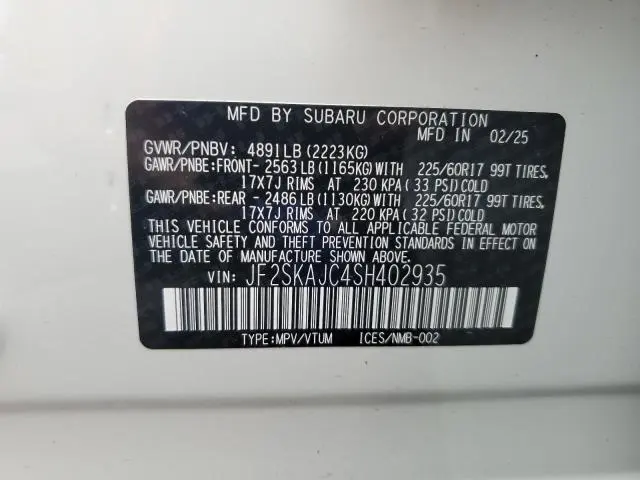 MFD BY SUBARU CORPORATION
MFD IN 02/25
GVWR/PNBV: 4891LB (2223KG)
GAWR/PNBE:FRONT- 2563LB (1165KG)WITH 225/60R17 99T TIRES,
17X7J RIMS AT 230 KPA (33 PSI)COLD
GAWR/PNBE:REAR - 2486LB (1130KG)WITH 225/60R17 99T TIRES,
17X7J RIMS AT 220 KPA (32 PSI)COLD
THIS VEHICLE CONFORMS TO ALL APPLICABLE FEDERAL MOTOR
VEHICLE SAFETY AND THEFT PREVENTION STANDARDS IN EFFECT ON
THE DATE OF MANUFACTURE SHOWN ABOVE.
VIN: JF2SKAJC4SH402935
TYPE:MPV/VTUM ICES/NMB-002